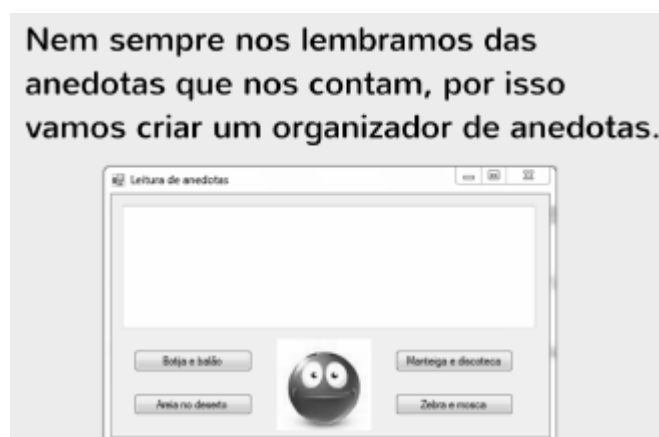 Nem sempre nos lembramos das
anedotas que nos contam, por isso
vamos criar um organizador de anedotas.
Leitura de anedotas
Botija e balão
Manteiga e discoteca
Areia no deserto
Zebra e mosca